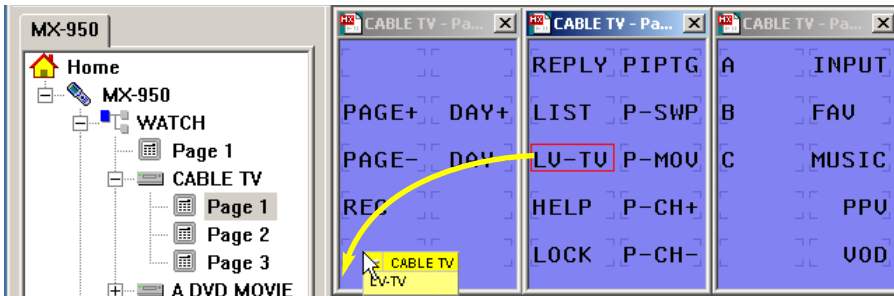 MX-950
Home
MX-950
WATCH
Page 1
CABLE TV
Page 1
Page 2
Page 3
A DVD MOVIE
CABLE TV - Pa...
PAGE+ DAY+
PAGE- DAY-
REC
CABLE TV
LV-TV
CABLE TV - Pa...
REPLY PIPTG
LIST P-SWP
LV-TV P-MOV
HELP P-CH+
LOCK P-CH-
CABLE TV - Pa...
A INPUT
B FAV
C MUSIC
PPV
VOD